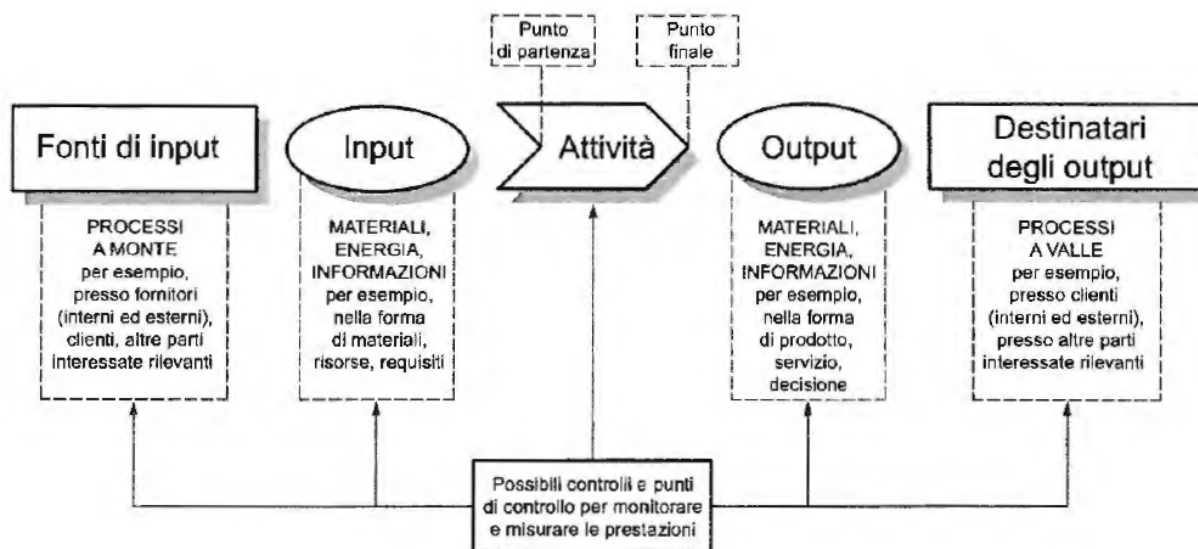 Punto
di partenza
Punto
finale
Fonti di input
Input
Attività
Output
Destinatari
degli output
PROCESSI
A MONTE
per esempio,
presso fornitori
(interni ed esterni),
clienti, altre parti
interessate rilevanti
MATERIALI,
ENERGIA,
INFORMAZIONI
per esempio,
nella forma
di materiali,
risorse, requisiti
MATERIALI,
ENERGIA,
INFORMAZIONI
per esempio,
nella forma
di prodotto,
servizio,
decisione
PROCESSI
A VALLE
per esempio,
presso clienti
(interni ed esterni),
presso altre parti
interessate rilevanti
Possibili controlli e punti
di controllo per monitorare
e misurare le prestazioni